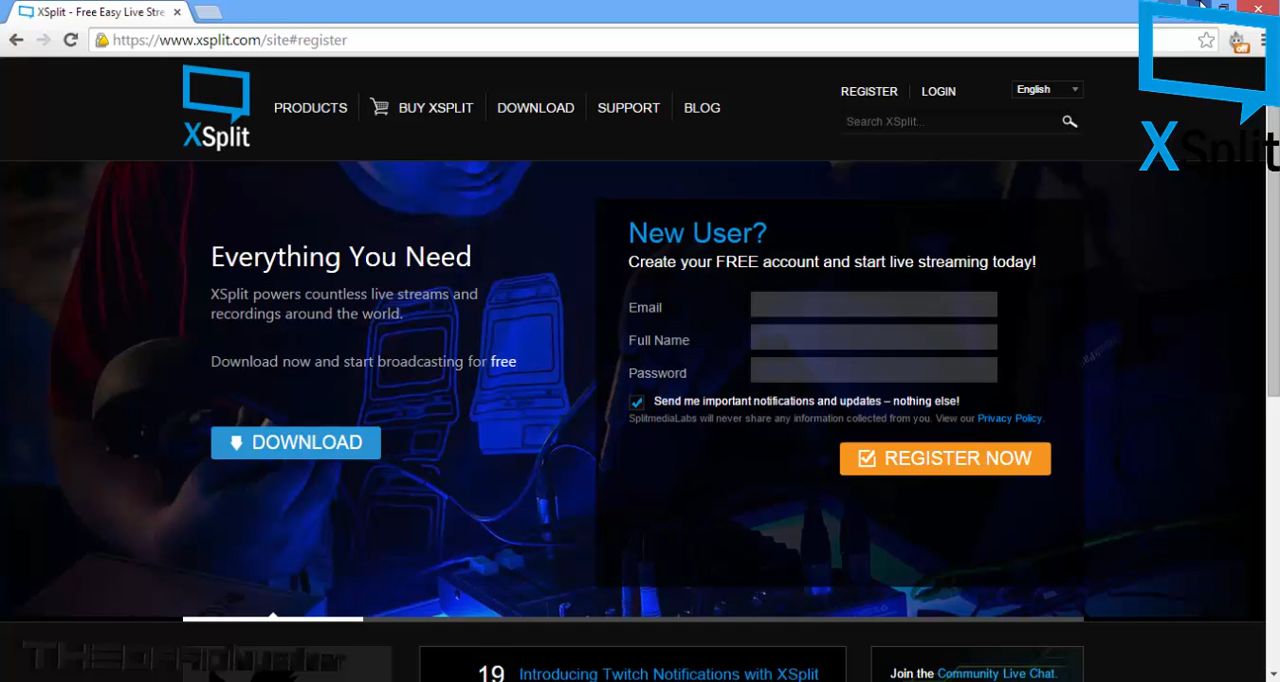 XSplit - Free Easy Live Stre
https://www.xsplit.com/site#register
off
XSplit
PRODUCTS
BUY XSPLIT
DOWNLOAD
SUPPORT
BLOG
REGISTER
LOGIN
English
Search XSplit...
XSplit
Everything You Need
XSplit powers countless live streams and
recordings around the world.
Download now and start broadcasting for free
DOWNLOAD
New User?
Create your FREE account and start live streaming today!
Email
Full Name
Password
Send me important notifications and updates – nothing else!
SplitmediaLabs will never share any information collected from you. View our Privacy Policy.
REGISTER NOW
19 Introducing Twitch Notifications with XSplit
Join the Community Live Chat.